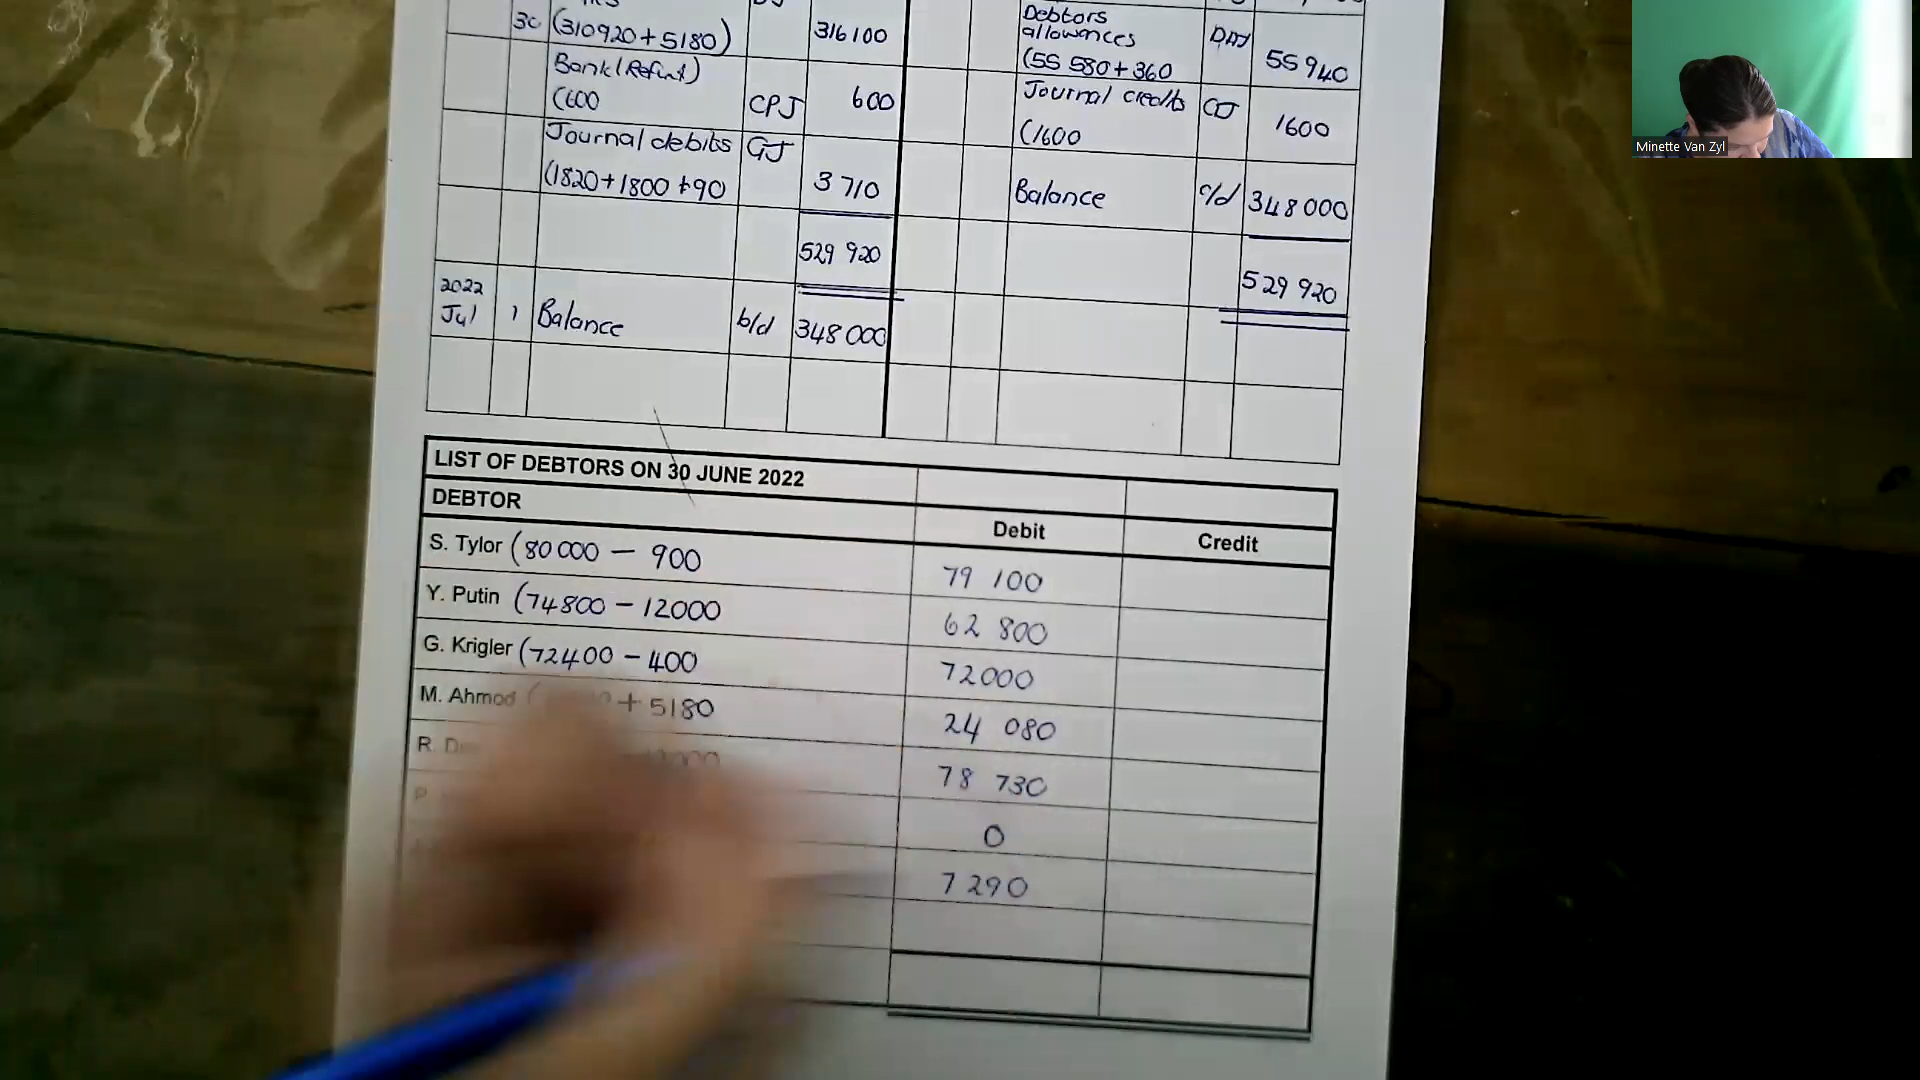 30 (310920+5180) 316100
Debtors
allowances DAJ
(55 580+360 55 940
Bank (Refund)
(600 CPJ 600
Journal credits
(1600 1600
Journal debits GJ
(1820+1800+90 3 710
Balance c/d 348 000
529 920 529 920
2022
Jul 1 Balance b/d 348 000
LIST OF DEBTORS ON 30 JUNE 2022
DEBTOR Debit Credit
S. Tylor (80 000 – 900 79 100
Y. Putin (74800 – 12000 62 800
G. Krigler (72400 – 400 72000
M. Ahmod + 5180 24 080
R. 78 730
0
7 290
Minette Van Zyl